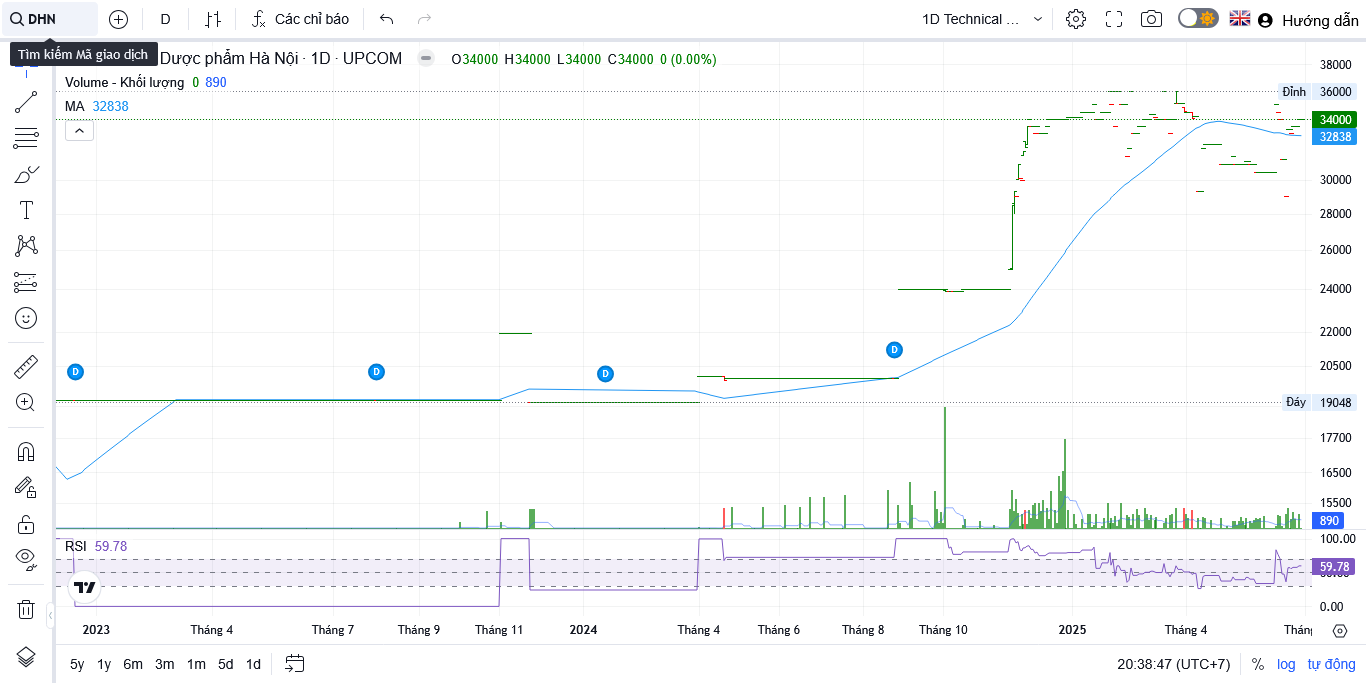 DHN
D
Các chỉ báo
1D Technical ...
Hướng dẫn
Tìm kiếm Mã giao dịch
Dược phẩm Hà Nội · 1D · UPCOM
O34000 H34000 L34000 C34000 0 (0.00%)
Volume - Khối lượng 0 890
MA 32838
38000
Đỉnh 36000
34000
32838
30000
28000
26000
24000
22000
20500
Đáy 19048
17700
16500
15500
890
D
D
D
D
RSI 59.78
100.00
59.78
0.00
2023 Tháng 4 Tháng 7 Tháng 9 Tháng 11 2024 Tháng 4 Tháng 6 Tháng 8 Tháng 10 2025 Tháng 4
5y 1y 6m 3m 1m 5d 1d
20:38:47 (UTC+7) % log tự động